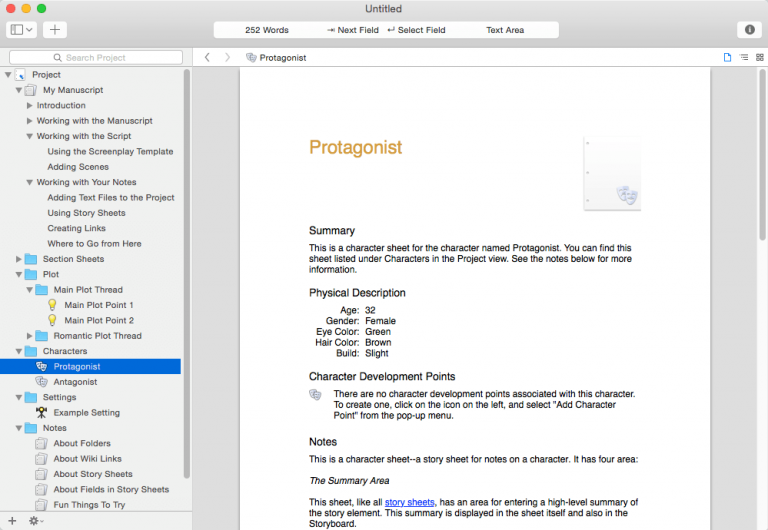 Untitled
252 Words
⇥ Next Field
↵ Select Field
Text Area
Search Project
Protagonist
Project
My Manuscript
Introduction
Working with the Manuscript
Working with the Script
Using the Screenplay Template
Adding Scenes
Working with Your Notes
Adding Text Files to the Project
Using Story Sheets
Creating Links
Where to Go from Here
Section Sheets
Plot
Main Plot Thread
Main Plot Point 1
Main Plot Point 2
Romantic Plot Thread
Characters
Protagonist
Antagonist
Settings
Example Setting
Notes
About Folders
About Wiki Links
About Story Sheets
About Fields in Story Sheets
Fun Things To Try
Protagonist
Summary
This is a character sheet for the character named Protagonist. You can find this
sheet listed under Characters in the Project view. See the notes below for more
information.
Physical Description
Age: 32
Gender: Female
Eye Color: Green
Hair Color: Brown
Build: Slight
Character Development Points
There are no character development points associated with this character.
To create one, click on the icon on the left, and select "Add Character
Point" from the pop-up menu.
Notes
This is a character sheet--a story sheet for notes on a character. It has four area:
The Summary Area
This sheet, like all story sheets, has an area for entering a high-level summary of
the story element. This summary is displayed in the sheet itself and also in the
Storyboard.